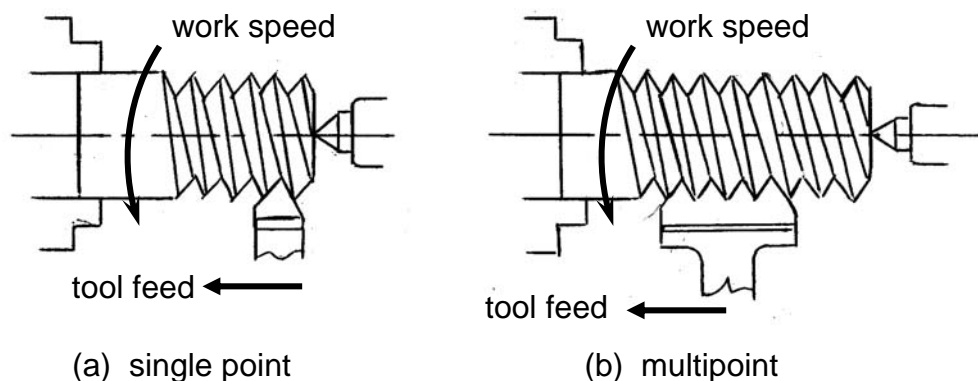 work speed
work speed
tool feed
tool feed
(a) single point
(b) multipoint